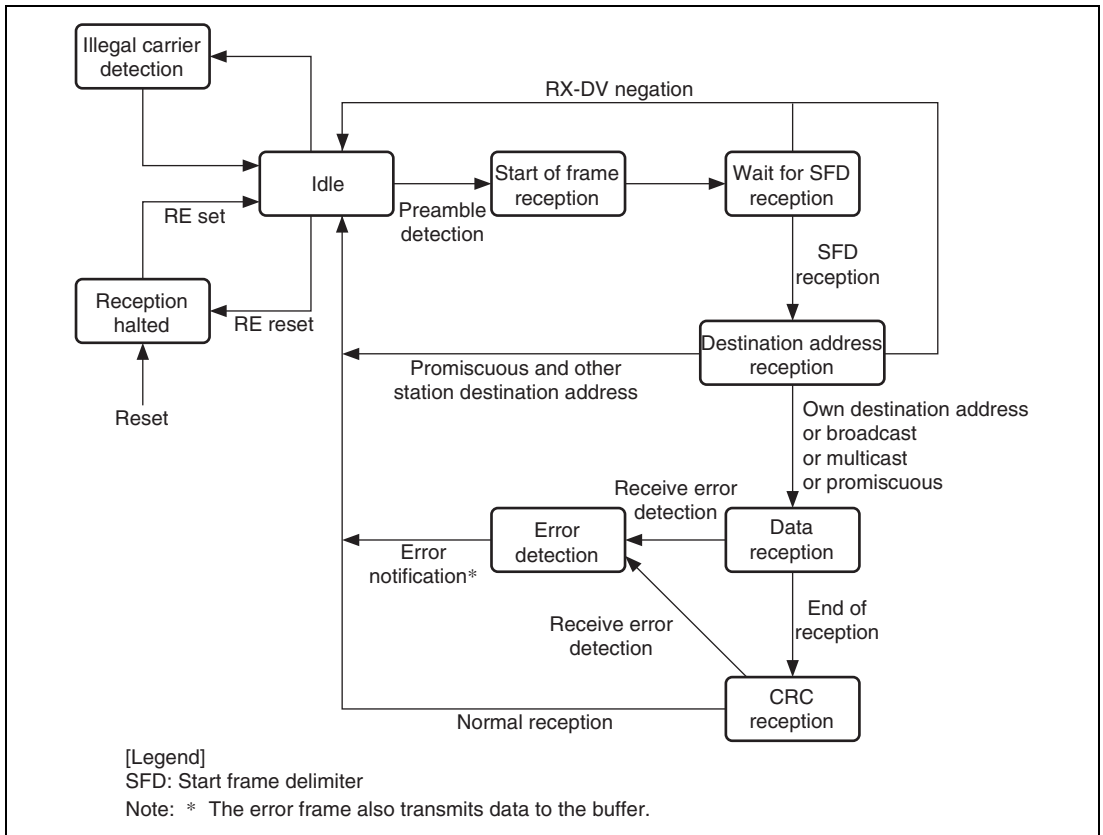 Illegal carrier
detection
RX-DV negation
Idle
Start of frame
reception
Wait for SFD
reception
Preamble
detection
RE set
SFD
reception
Reception
halted
RE reset
Reset
Destination address
reception
Promiscuous and other
station destination address
Own destination address
or broadcast
or multicast
or promiscuous
Receive error
detection
Error
detection
Data
reception
Error
notification*
End of
reception
Receive error
detection
CRC
reception
Normal reception
[Legend]
SFD: Start frame delimiter
Note: * The error frame also transmits data to the buffer.